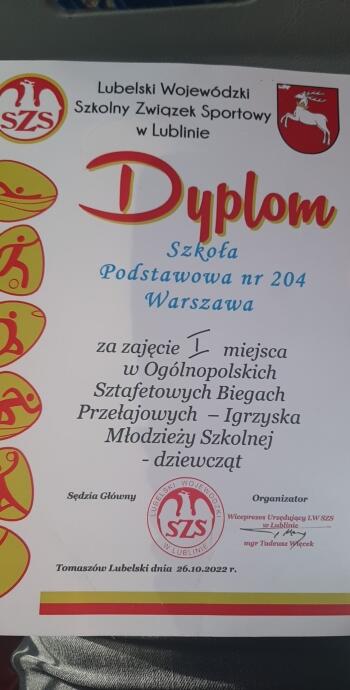 Lubelski Wojewódzki
Szkolny Związek Sportowy
w Lublinie
SZS
Dyplom
Szkoła
Podstawowa nr 204
Warszawa
za zajęcie I miejsca
w Ogólnopolskich
Sztafetowych Biegach
Przełajowych – Igrzyska
Młodzieży Szkolnej
- dziewcząt
Sędzia Główny
Organizator
LUBELSKI WOJEWÓDZKI
SZS
W LUBLINIE
Wiceprezes Urzędujący LW SZS
w Lublinie
mgr Tadeusz Więcek
Tomaszów Lubelski dnia 26.10.2022 r.